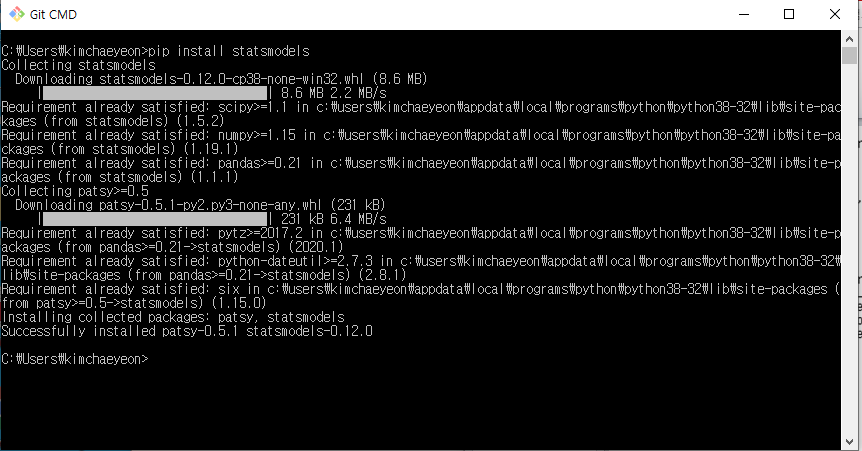 Git CMD
C:₩Users₩kimchaeyeon>pip install statsmodels
Collecting statsmodels
  Downloading statsmodels-0.12.0-cp38-none-win32.whl (8.6 MB)
     |████████████████████████████████| 8.6 MB 2.2 MB/s
Requirement already satisfied: scipy>=1.1 in c:₩users₩kimchaeyeon₩appdata₩local₩programs₩python₩python38-32₩lib₩site-pac
kages (from statsmodels) (1.5.2)
Requirement already satisfied: numpy>=1.15 in c:₩users₩kimchaeyeon₩appdata₩local₩programs₩python₩python38-32₩lib₩site-pa
ckages (from statsmodels) (1.19.1)
Requirement already satisfied: pandas>=0.21 in c:₩users₩kimchaeyeon₩appdata₩local₩programs₩python₩python38-32₩lib₩site-p
ackages (from statsmodels) (1.1.1)
Collecting patsy>=0.5
  Downloading patsy-0.5.1-py2.py3-none-any.whl (231 kB)
     |████████████████████████████████| 231 kB 6.4 MB/s
Requirement already satisfied: pytz>=2017.2 in c:₩users₩kimchaeyeon₩appdata₩local₩programs₩python₩python38-32₩lib₩site-p
ackages (from pandas>=0.21->statsmodels) (2020.1)
Requirement already satisfied: python-dateutil>=2.7.3 in c:₩users₩kimchaeyeon₩appdata₩local₩programs₩python₩python38-32₩
lib₩site-packages (from pandas>=0.21->statsmodels) (2.8.1)
Requirement already satisfied: six in c:₩users₩kimchaeyeon₩appdata₩local₩programs₩python₩python38-32₩lib₩site-packages (
from patsy>=0.5->statsmodels) (1.15.0)
Installing collected packages: patsy, statsmodels
Successfully installed patsy-0.5.1 statsmodels-0.12.0
C:₩Users₩kimchaeyeon>